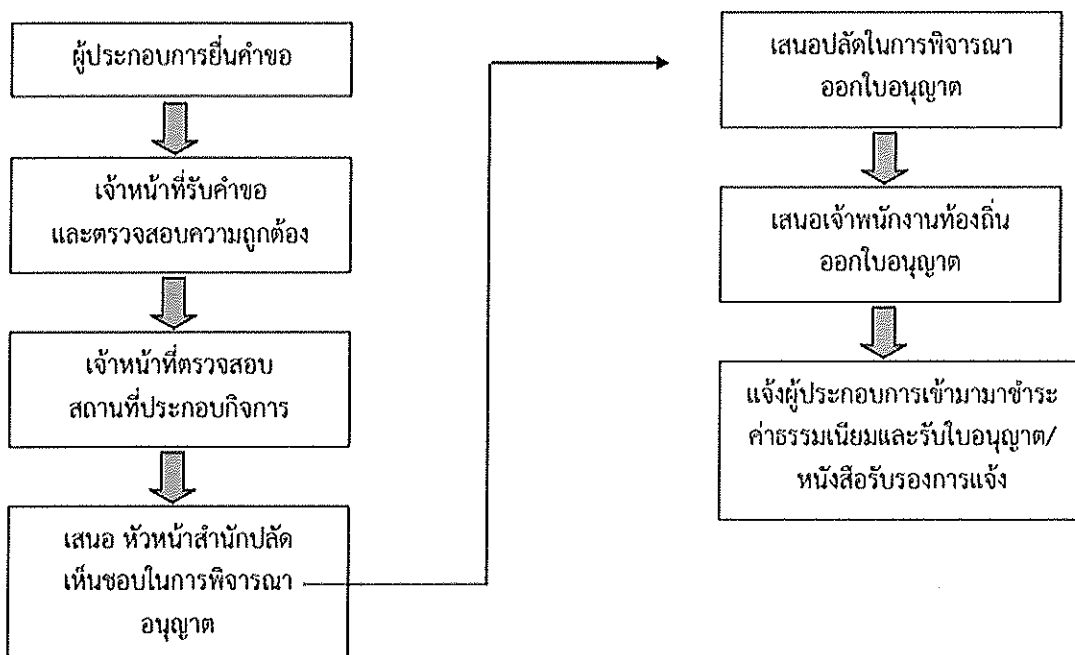 ผู้ประกอบการยื่นคำขอ
เจ้าหน้าที่รับคำขอ
และตรวจสอบความถูกต้อง
เจ้าหน้าที่ตรวจสอบ
สถานที่ประกอบกิจการ
เสนอ หัวหน้าสำนักปลัด
เห็นชอบในการพิจารณา
อนุญาต
เสนอปลัดในการพิจารณา
ออกใบอนุญาต
เสนอเจ้าพนักงานท้องถิ่น
ออกใบอนุญาต
แจ้งผู้ประกอบการเข้ามามาชำระ
ค่าธรรมเนียมและรับใบอนุญาต/
หนังสือรับรองการแจ้ง